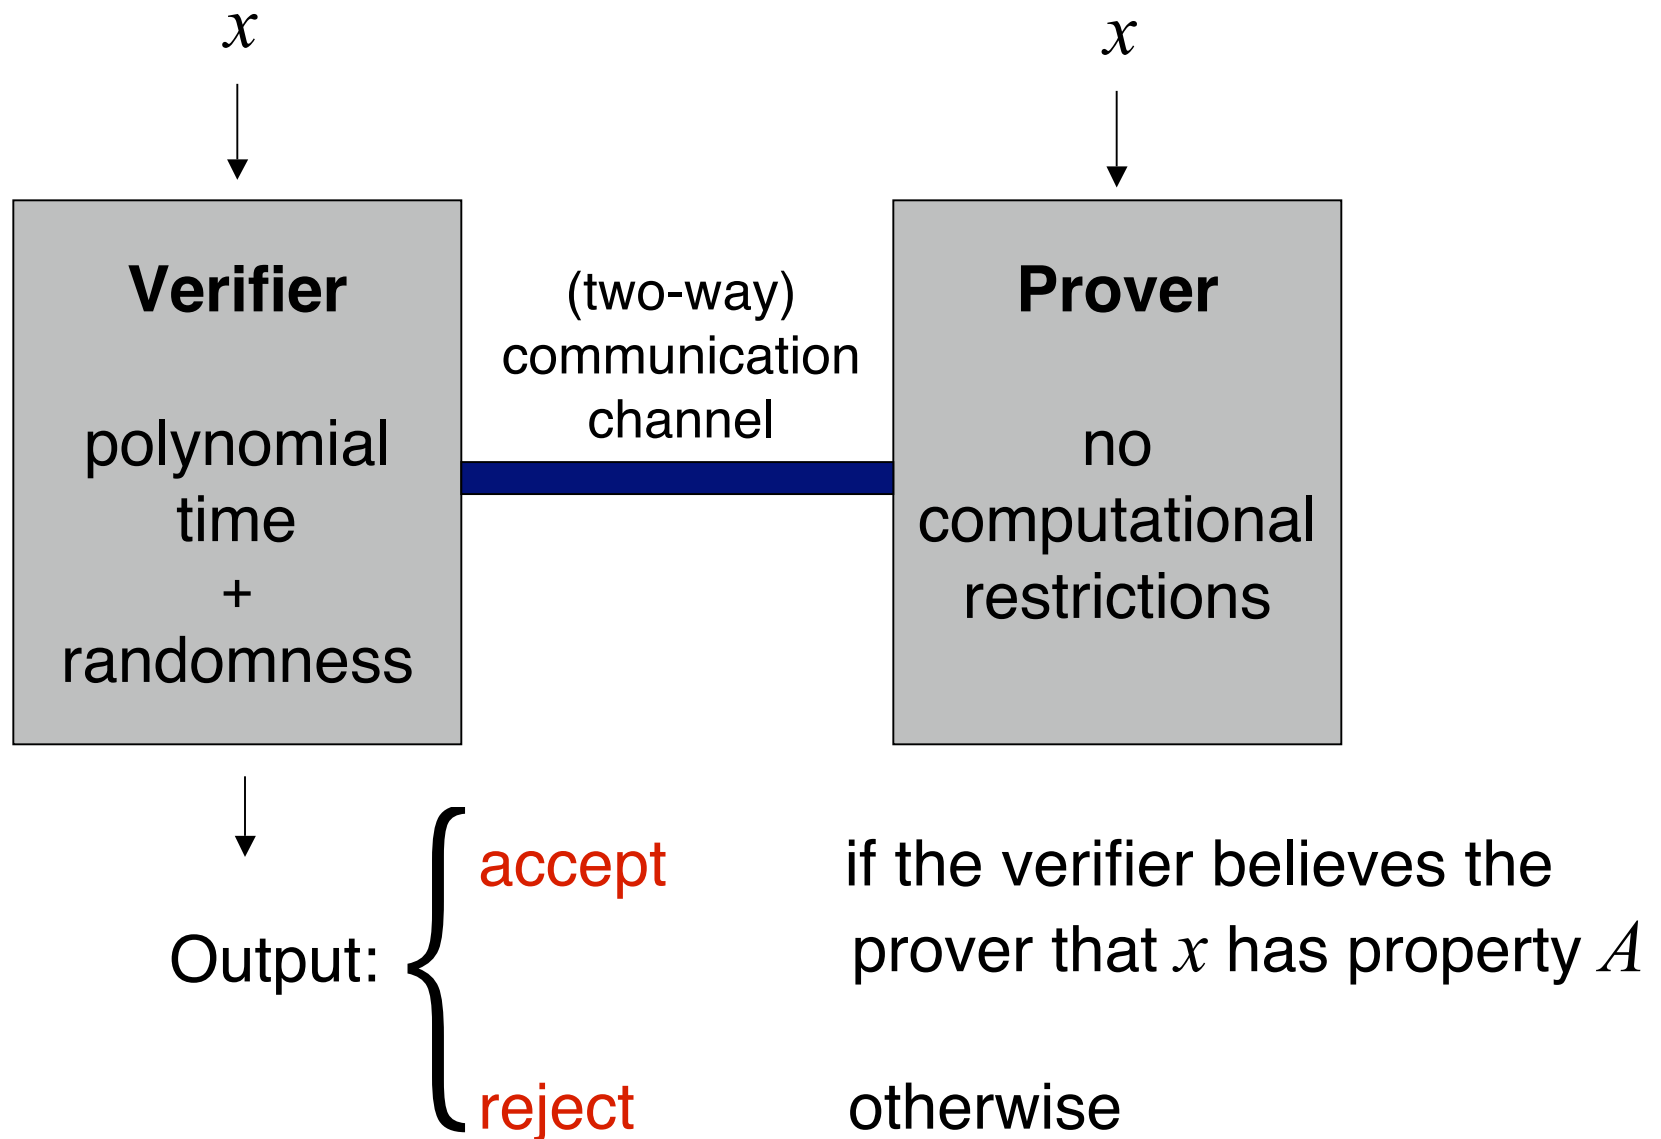 x
x
Verifier
polynomial
time
+
randomness
(two-way)
communication
channel
Prover
no
computational
restrictions
Output:
accept
if the verifier believes the
prover that x has property A
reject
otherwise